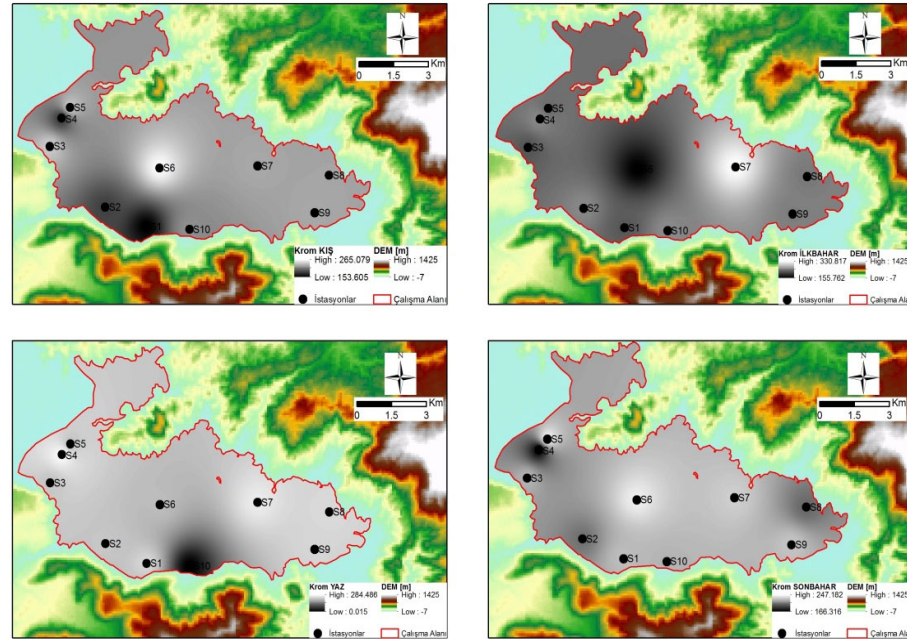 N
Km
0 1.5 3
S5
S4
S3
S6
S7
S8
S2
S1
S10
S9
Krom KIŞ DEM [m]
High : 265.079 High : 1425
Low : 153.605 Low : -7
İstasyonlar Çalışma Alanı
N
Km
0 1.5 3
S5
S4
S3
S7
S8
S2
S1
S10
S9
Krom İLKBAHAR DEM [m]
High : 330.817 High : 1425
Low : 155.762 Low : -7
İstasyonlar Çalışma Alanı
N
Km
0 1.5 3
S5
S4
S3
S6
S7
S8
S2
S1
S10
S9
Krom YAZ DEM [m]
High : 284.486 High : 1425
Low : 0.015 Low : -7
İstasyonlar Çalışma Alanı
N
Km
0 1.5 3
S5
S4
S3
S6
S7
S8
S2
S1
S10
S9
Krom SONBAHAR DEM [m]
High : 247.182 High : 1425
Low : 166.316 Low : -7
İstasyonlar Çalışma Alanı